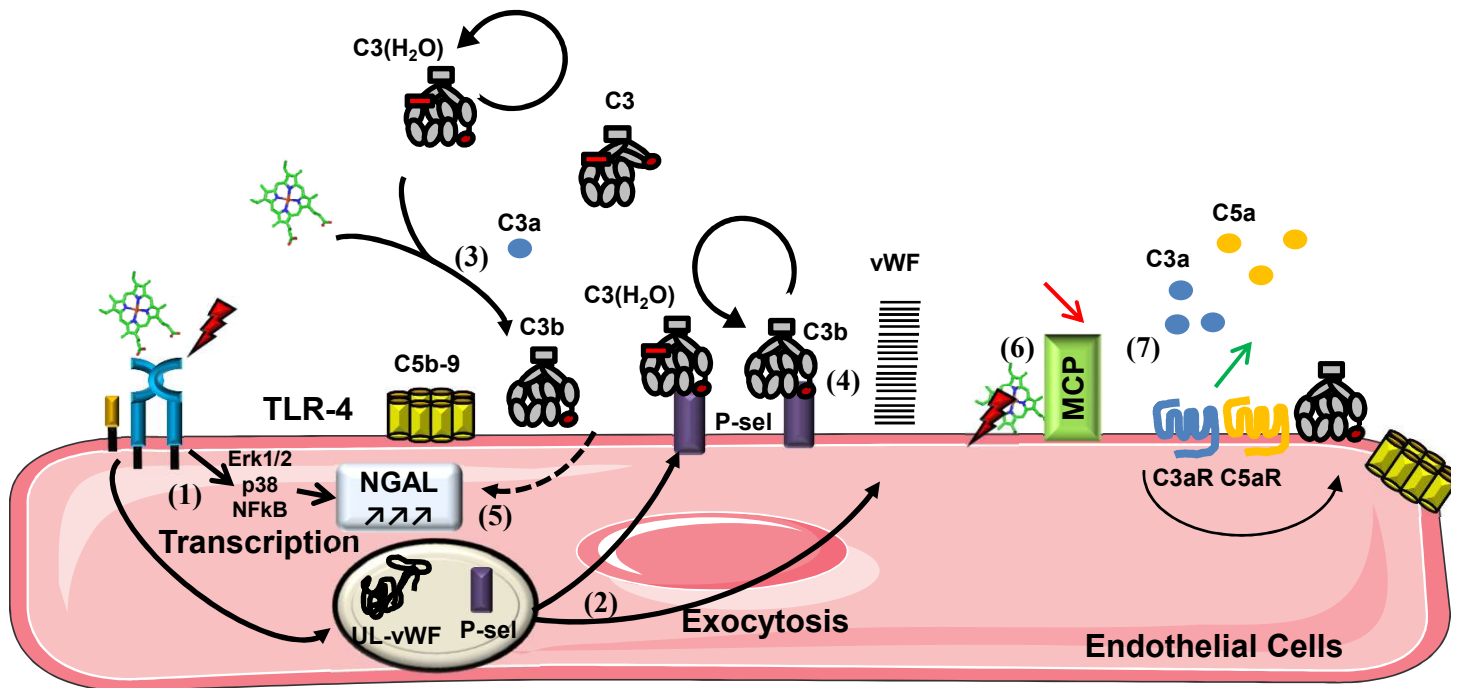 C3(H₂O)
C3
C3a
(3)
C5a
C3a
vWF
C3(H₂O)
C3b
C3b
(4)
(6)
(7)
MCP
C5b-9
TLR-4
P-sel
Erk1/2
p38
NFkB
(1)
NGAL
↗↗↗
(5)
C3aR C5aR
Transcription
UL-vWF
P-sel
(2)
Exocytosis
Endothelial Cells